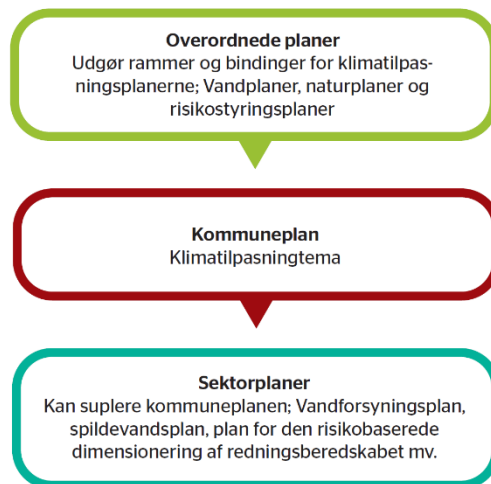 Overordnede planer
Udgør rammer og bindinger for klimatilpas-
ningsplanerne; Vandplaner, naturplaner og
risikostyringsplaner
Kommuneplan
Klimatilpasningtema
Sektorplaner
Kan suplere kommuneplanen; Vandforsyningsplan,
spildevandsplan, plan for den risikobaserede
dimensionering af redningsberedskabet mv.